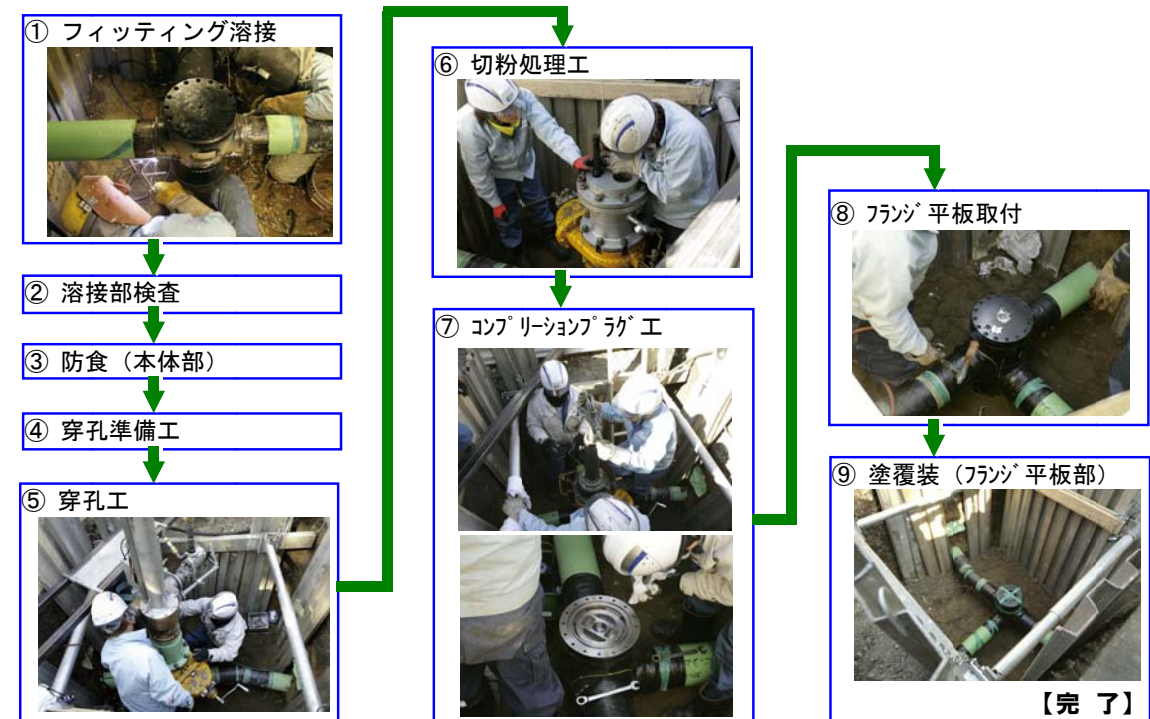 ① フィッティング溶接
② 溶接部検査
③ 防食（本体部）
④ 穿孔準備工
⑤ 穿孔工
⑥ 切粉処理工
⑦ ｺﾝﾌﾟﾘｰｼｮﾝﾌﾟﾗｸﾞ工
⑧ ﾌﾗﾝｼﾞ平板取付
⑨ 塗覆装（ﾌﾗﾝｼﾞ平板部）
【完 了】